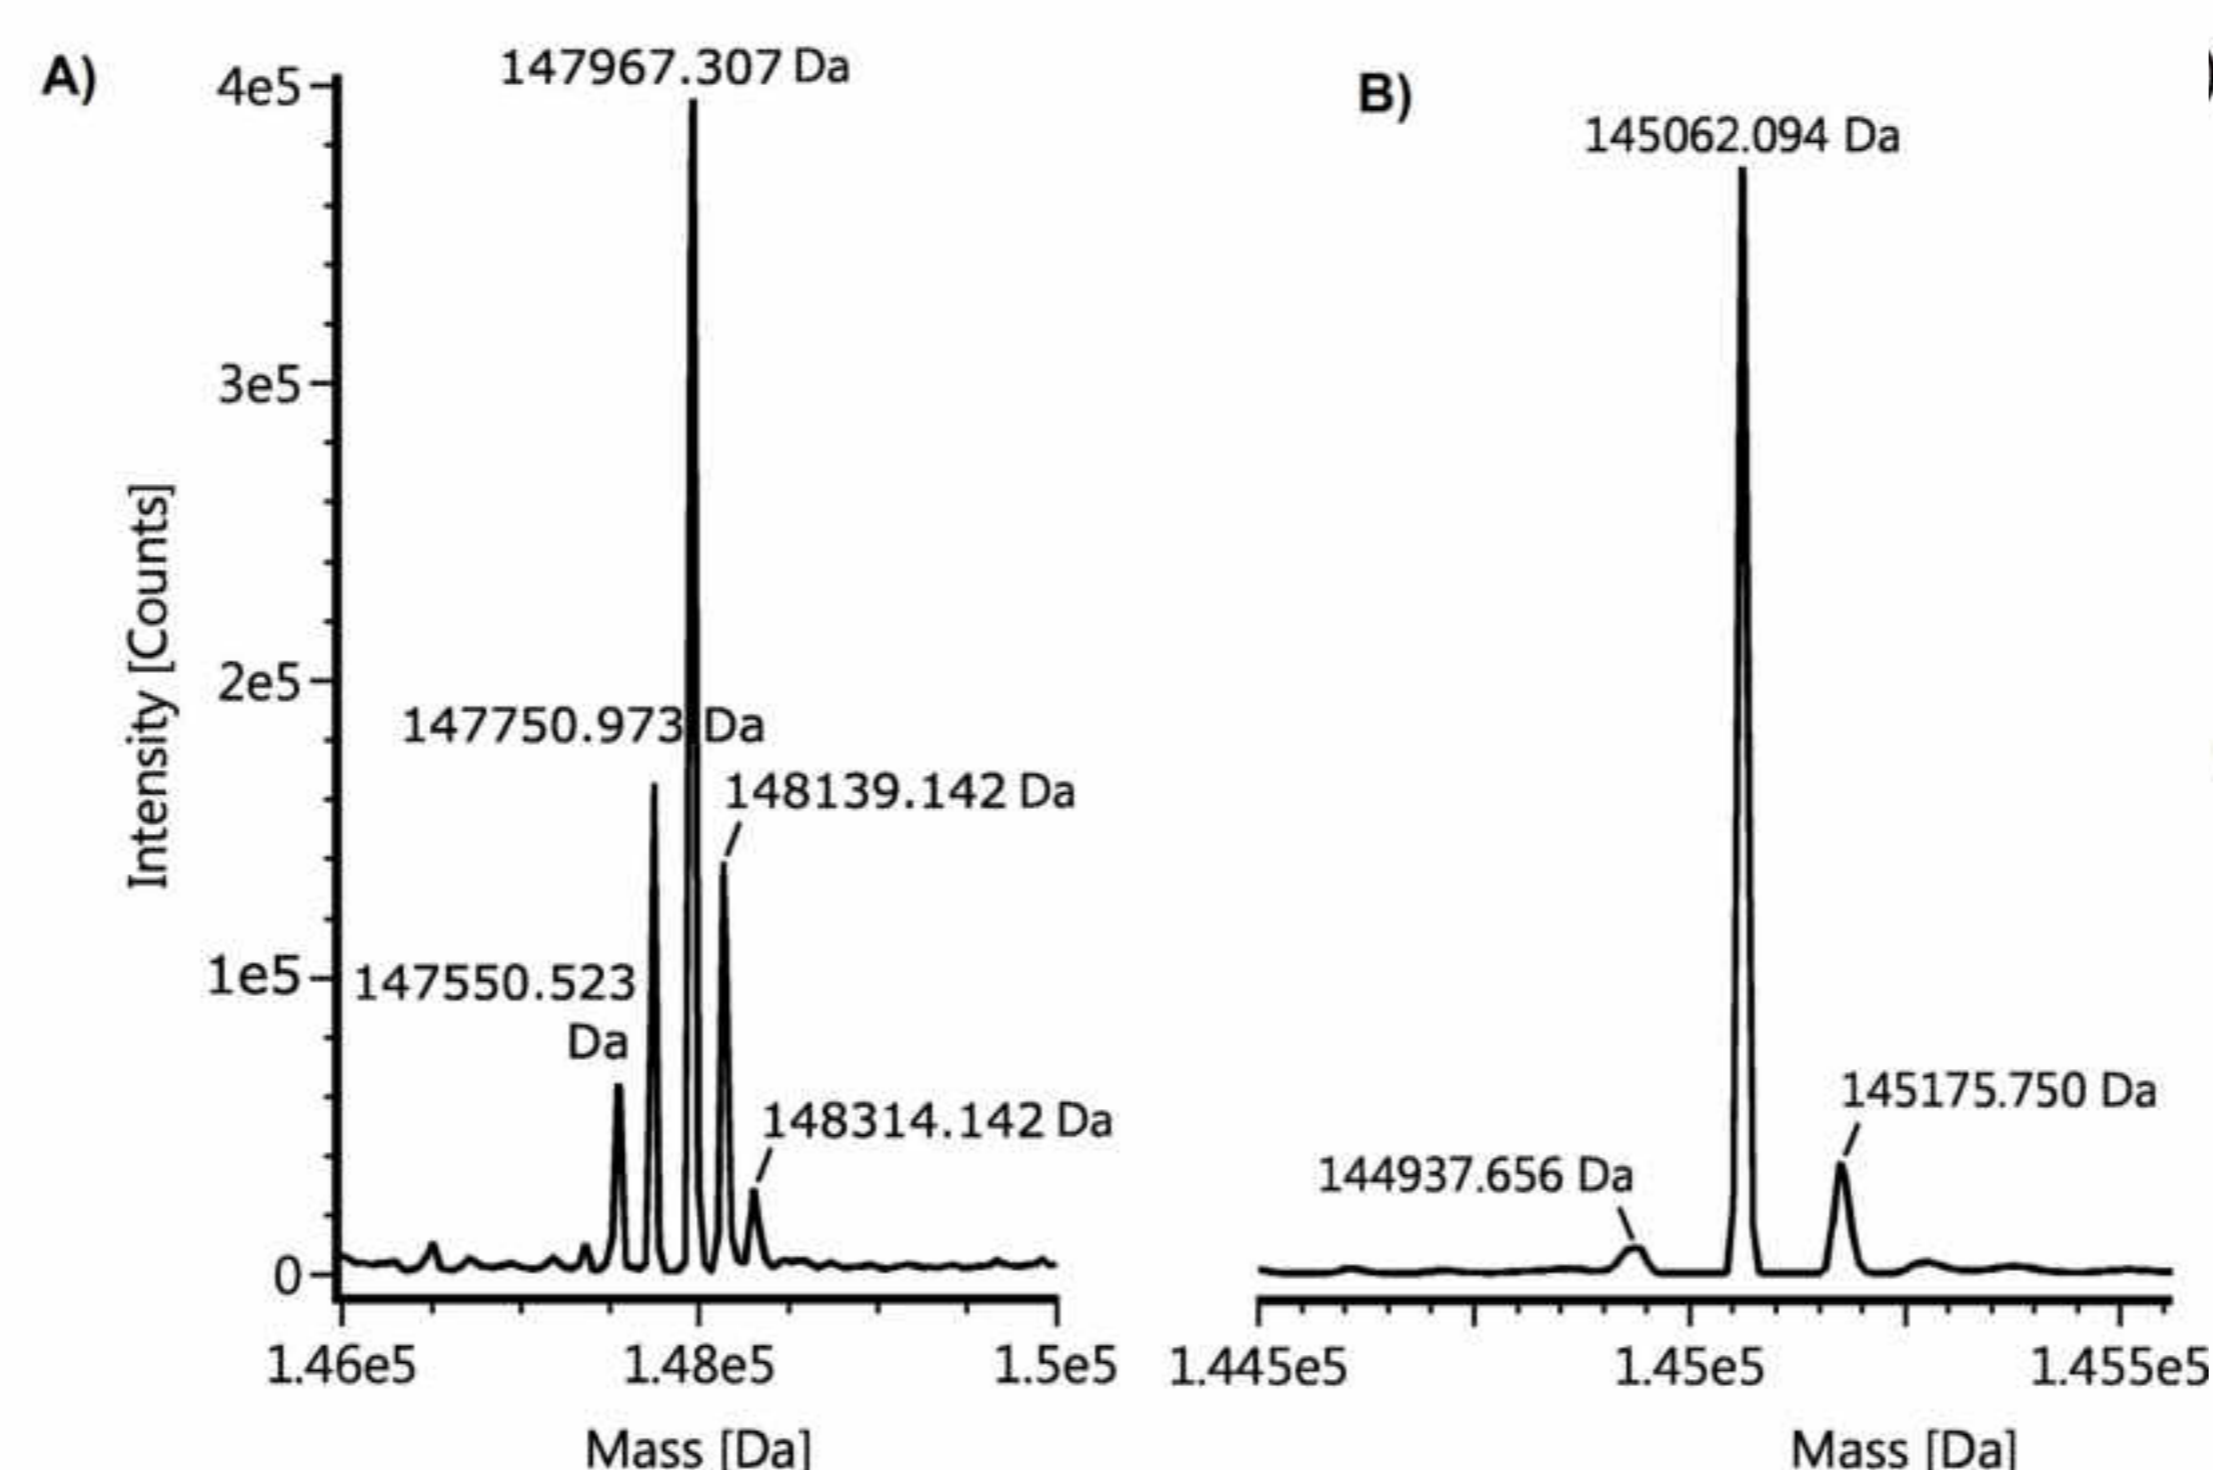 A)
147967.307 Da
4e5
3e5
2e5
1e5
0
Intensity [Counts]
147750.973 Da
148139.142 Da
147550.523
Da
148314.142 Da
1.46e5
1.48e5
1.5e5
Mass [Da]
B)
145062.094 Da
145175.750 Da
144937.656 Da
1.445e5
1.45e5
1.455e5
Mass [Da]